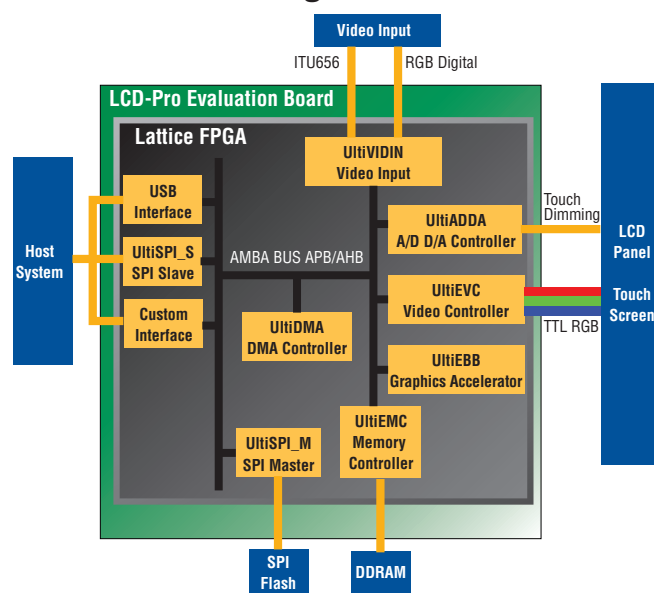 Video Input
ITU656
RGB Digital
LCD-Pro Evaluation Board
Lattice FPGA
UltiVIDIN
Video Input
USB
Interface
UltiSPI_S
SPI Slave
Custom
Interface
Host
System
AMBA BUS APB/AHB
UltiDMA
DMA Controller
UltiADDA
A/D D/A Controller
Touch
Dimming
UltiEVC
Video Controller
TTL RGB
LCD
Panel
Touch
Screen
UltiEBB
Graphics Accelerator
UltiSPI_M
SPI Master
UltiEMC
Memory
Controller
SPI
Flash
DDRAM